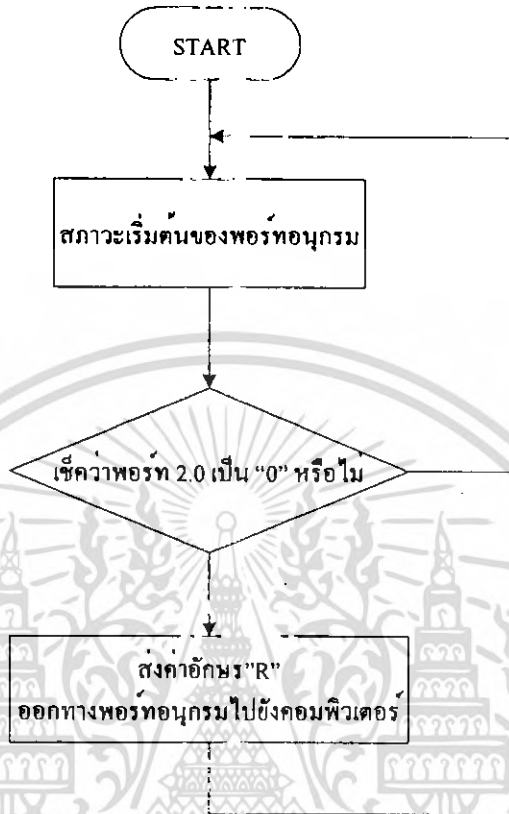 START
สภาวะเริ่มต้นของพอร์ทอนุกรม
เช็คว่าพอร์ท 2.0 เป็น “0” หรือไม่
ส่งค่าอักษร"R"
ออกทางพอร์ทอนุกรมไปยังคอมพิวเตอร์